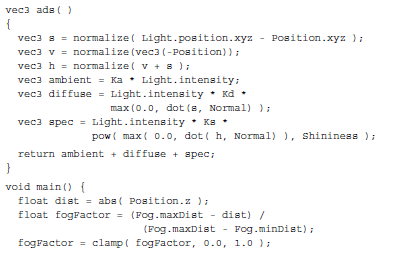 vec3 ads( )
{
  vec3 s = normalize( Light.position.xyz - Position.xyz );
  vec3 v = normalize(vec3(-Position));
  vec3 h = normalize( v + s );
  vec3 ambient = Ka * Light.intensity;
  vec3 diffuse = Light.intensity * Kd *
                 max(0.0, dot(s, Normal) );
  vec3 spec = Light.intensity * Ks *
              pow( max( 0.0, dot( h, Normal) ), Shininess );
  return ambient + diffuse + spec;
}
void main() {
  float dist = abs( Position.z );
  float fogFactor = (Fog.maxDist - dist) /
                    (Fog.maxDist - Fog.minDist);
  fogFactor = clamp( fogFactor, 0.0, 1.0 );